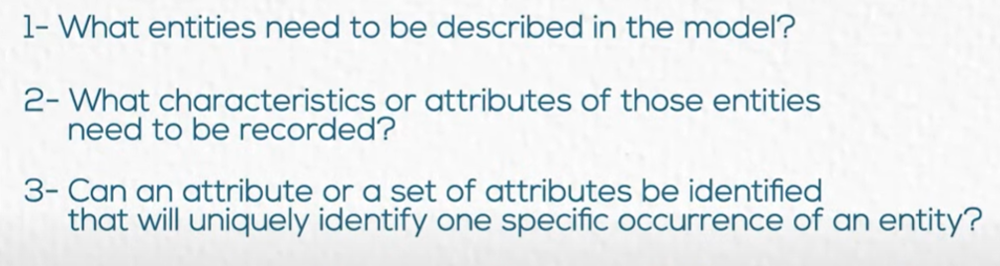 1- What entities need to be described in the model?
2- What characteristics or attributes of those entities
need to be recorded?
3- Can an attribute or a set of attributes be identified
that will uniquely identify one specific occurrence of an entity?